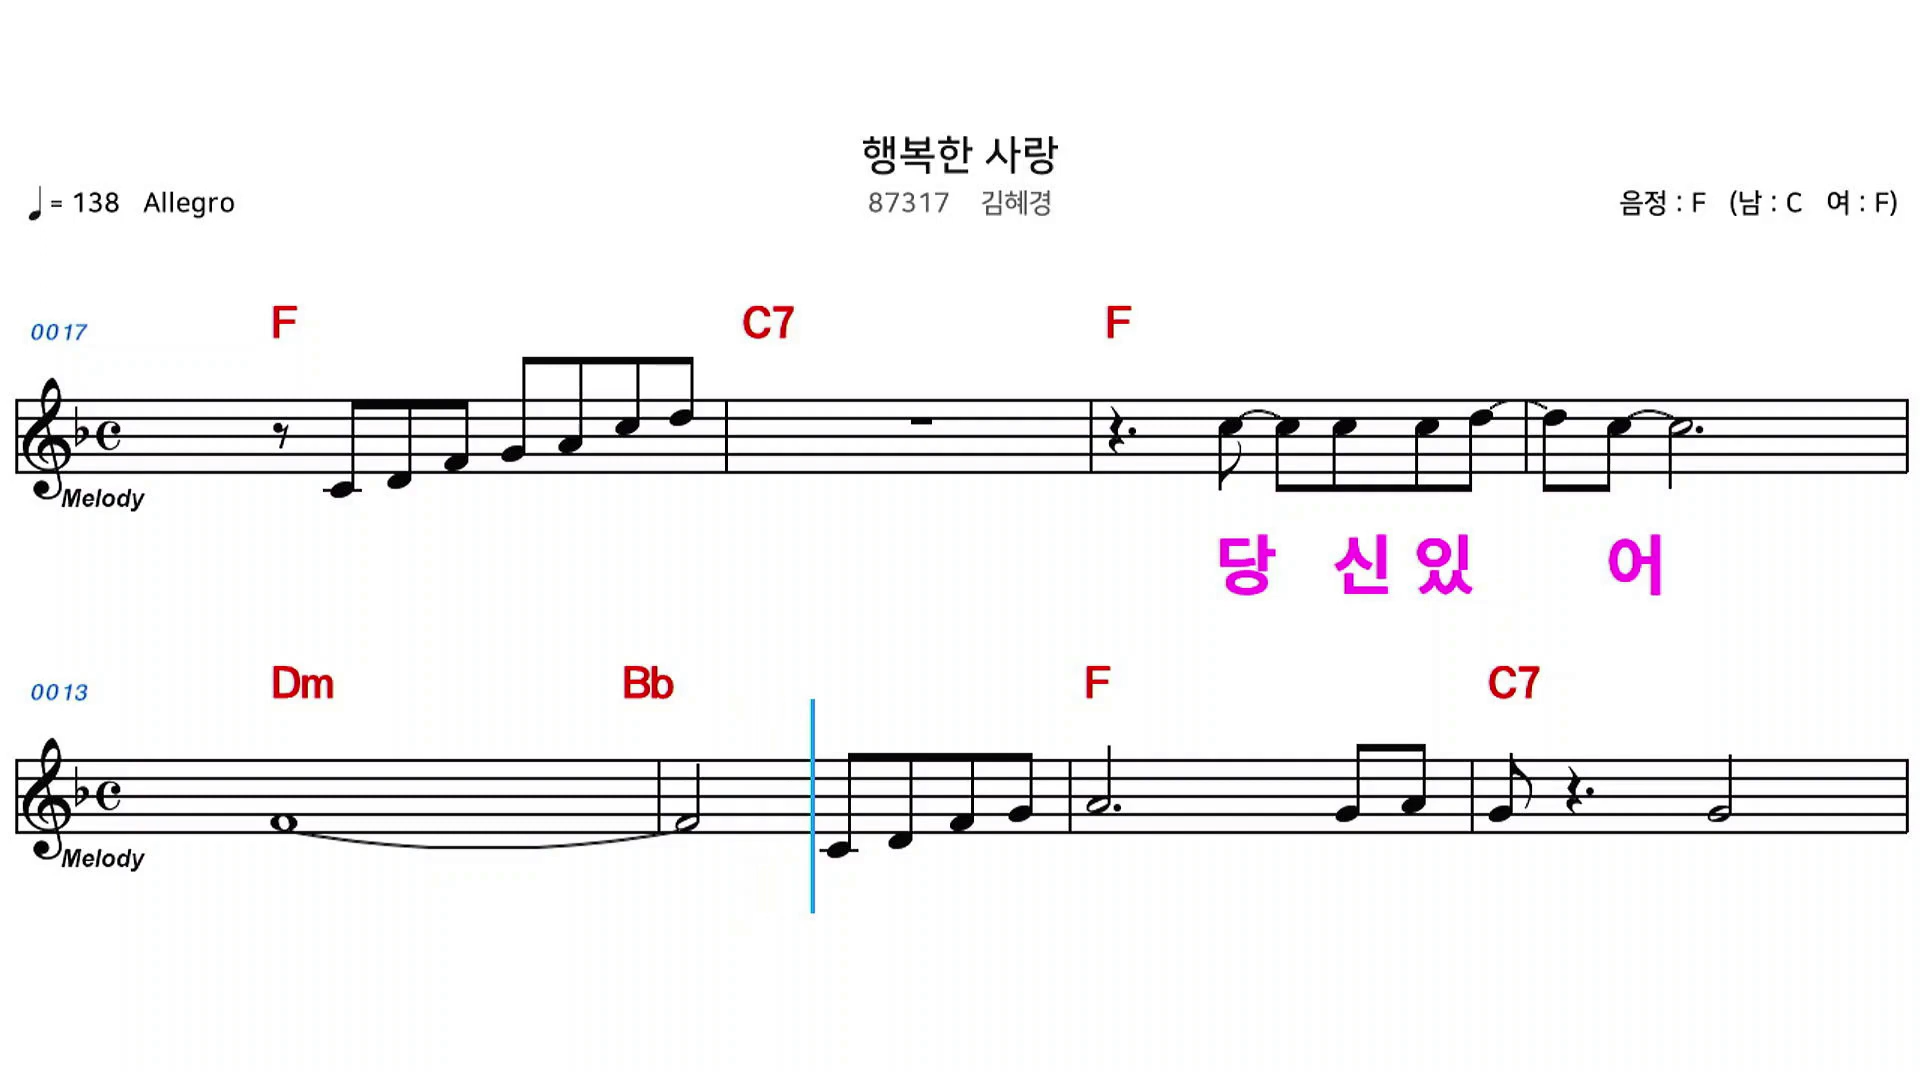 행복한 사랑
♩= 138 Allegro
87317 김혜경
음정 : F (남 : C 여 : F)
F C7 F
0017
Melody
당 신 있 어
Dm Bb F C7
0013
Melody